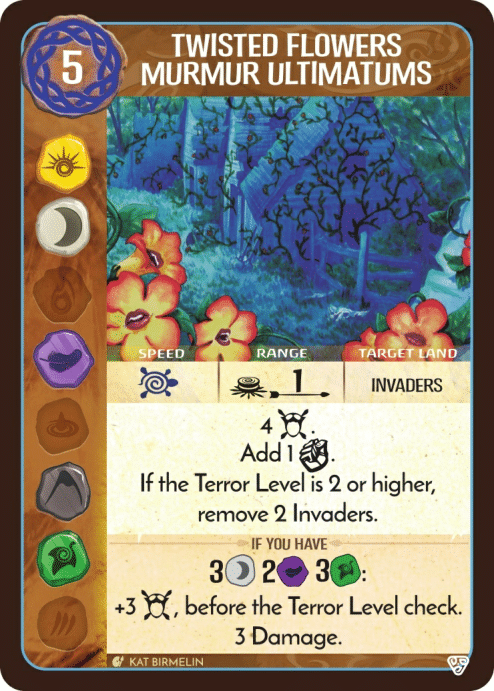 5
TWISTED FLOWERS
MURMUR ULTIMATUMS
SPEED RANGE TARGET LAND
1 INVADERS
4 .
Add 1 .
If the Terror Level is 2 or higher,
remove 2 Invaders.
IF YOU HAVE
3 2 3 :
+3 , before the Terror Level check.
3 Damage.
KAT BIRMELIN